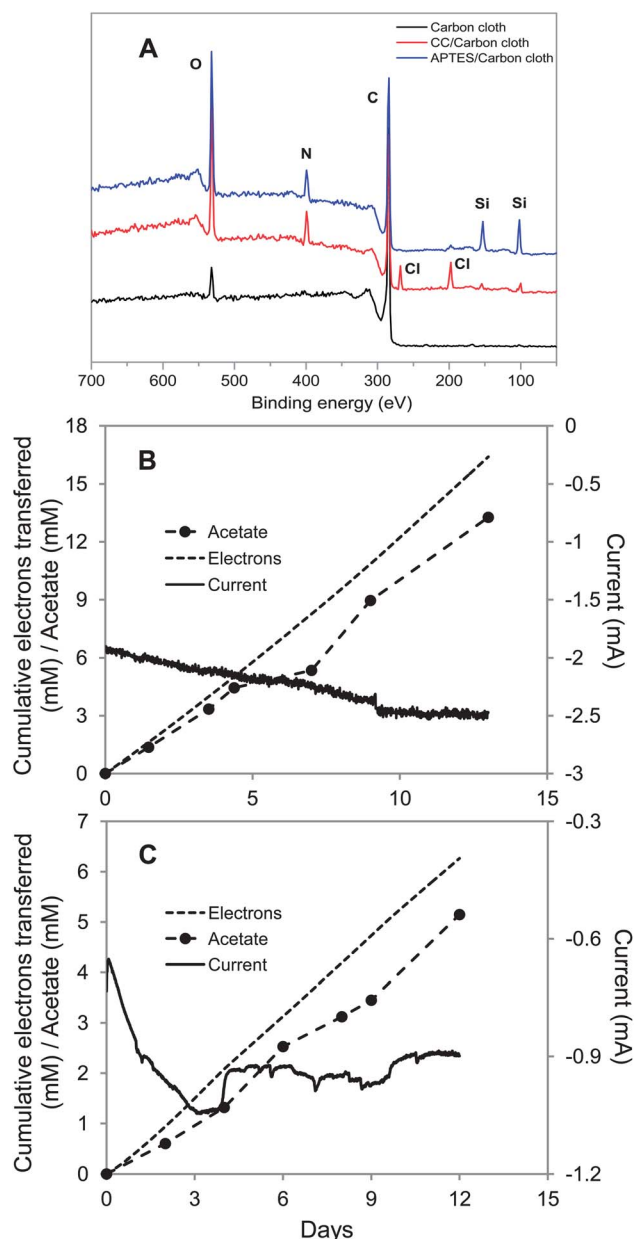 A
Carbon cloth
CC/Carbon cloth
APTES/Carbon cloth
O
N
C
Si
Si
Cl
Cl
700 600 500 400 300 200 100
Binding energy (eV)
B
Cumulative electrons transferred
(mM) / Acetate (mM)
18
15
12
9
6
3
0
Acetate
Electrons
Current
0
-0.5
-1
-1.5
-2
-2.5
-3
Current (mA)
0 5 10 15
C
Cumulative electrons transferred
(mM) / Acetate (mM)
7
6
5
4
3
2
1
0
Electrons
Acetate
Current
-0.3
-0.6
-0.9
-1.2
Current (mA)
0 3 6 9 12 15
Days